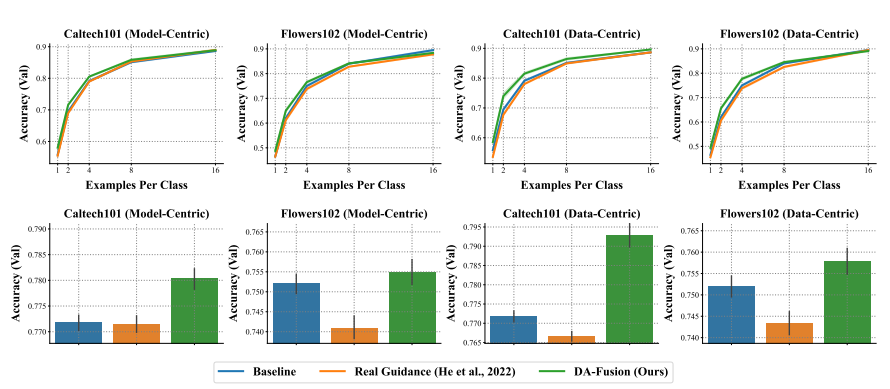 Caltech101 (Model-Centric)
Flowers102 (Model-Centric)
Caltech101 (Data-Centric)
Flowers102 (Data-Centric)
Accuracy (Val)
0.9
0.8
0.7
0.6
1 2 4 8 16
Examples Per Class
Accuracy (Val)
0.9
0.8
0.7
0.6
0.5
1 2 4 8 16
Examples Per Class
Accuracy (Val)
0.9
0.8
0.7
0.6
1 2 4 8 16
Examples Per Class
Accuracy (Val)
0.9
0.8
0.7
0.6
0.5
1 2 4 8 16
Examples Per Class
Caltech101 (Model-Centric)
Flowers102 (Model-Centric)
Caltech101 (Data-Centric)
Flowers102 (Data-Centric)
Accuracy (Val)
0.790
0.785
0.780
0.775
0.770
Accuracy (Val)
0.765
0.760
0.755
0.750
0.745
0.740
Accuracy (Val)
0.795
0.790
0.785
0.780
0.775
0.770
0.765
Accuracy (Val)
0.765
0.760
0.755
0.750
0.745
0.740
Baseline
Real Guidance (He et al., 2022)
DA-Fusion (Ours)